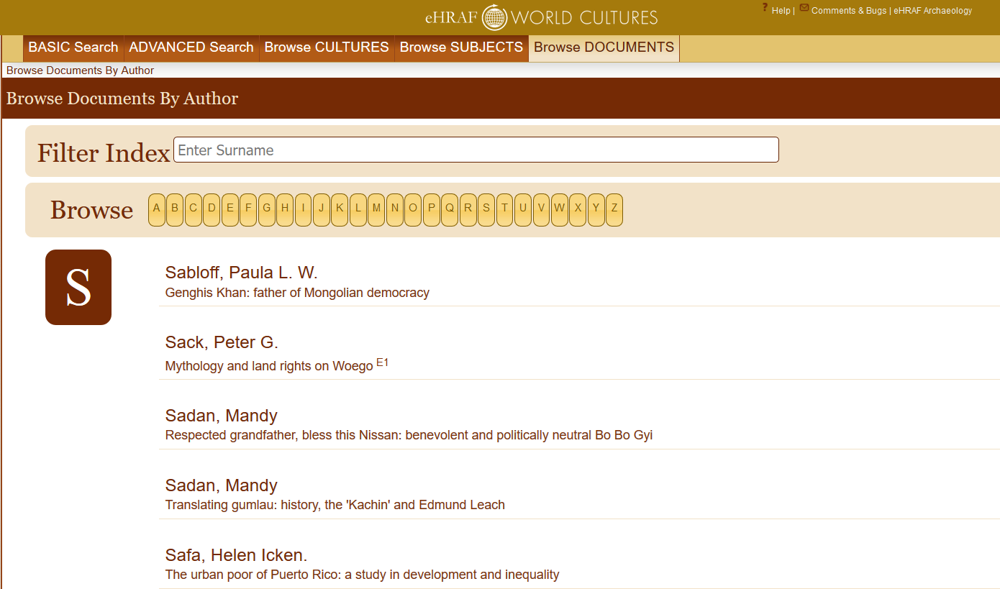 eHRAF WORLD CULTURES
? Help | Comments & Bugs | eHRAF Archaeology
BASIC Search ADVANCED Search Browse CULTURES Browse SUBJECTS Browse DOCUMENTS
Browse Documents By Author
Browse Documents By Author
Filter Index Enter Surname
Browse A B C D E F G H I J K L M N O P Q R S T U V W X Y Z
S
Sabloff, Paula L. W.
Genghis Khan: father of Mongolian democracy
Sack, Peter G.
Mythology and land rights on Woego E1
Sadan, Mandy
Respected grandfather, bless this Nissan: benevolent and politically neutral Bo Bo Gyi
Sadan, Mandy
Translating gumlau: history, the 'Kachin' and Edmund Leach
Safa, Helen Icken.
The urban poor of Puerto Rico: a study in development and inequality